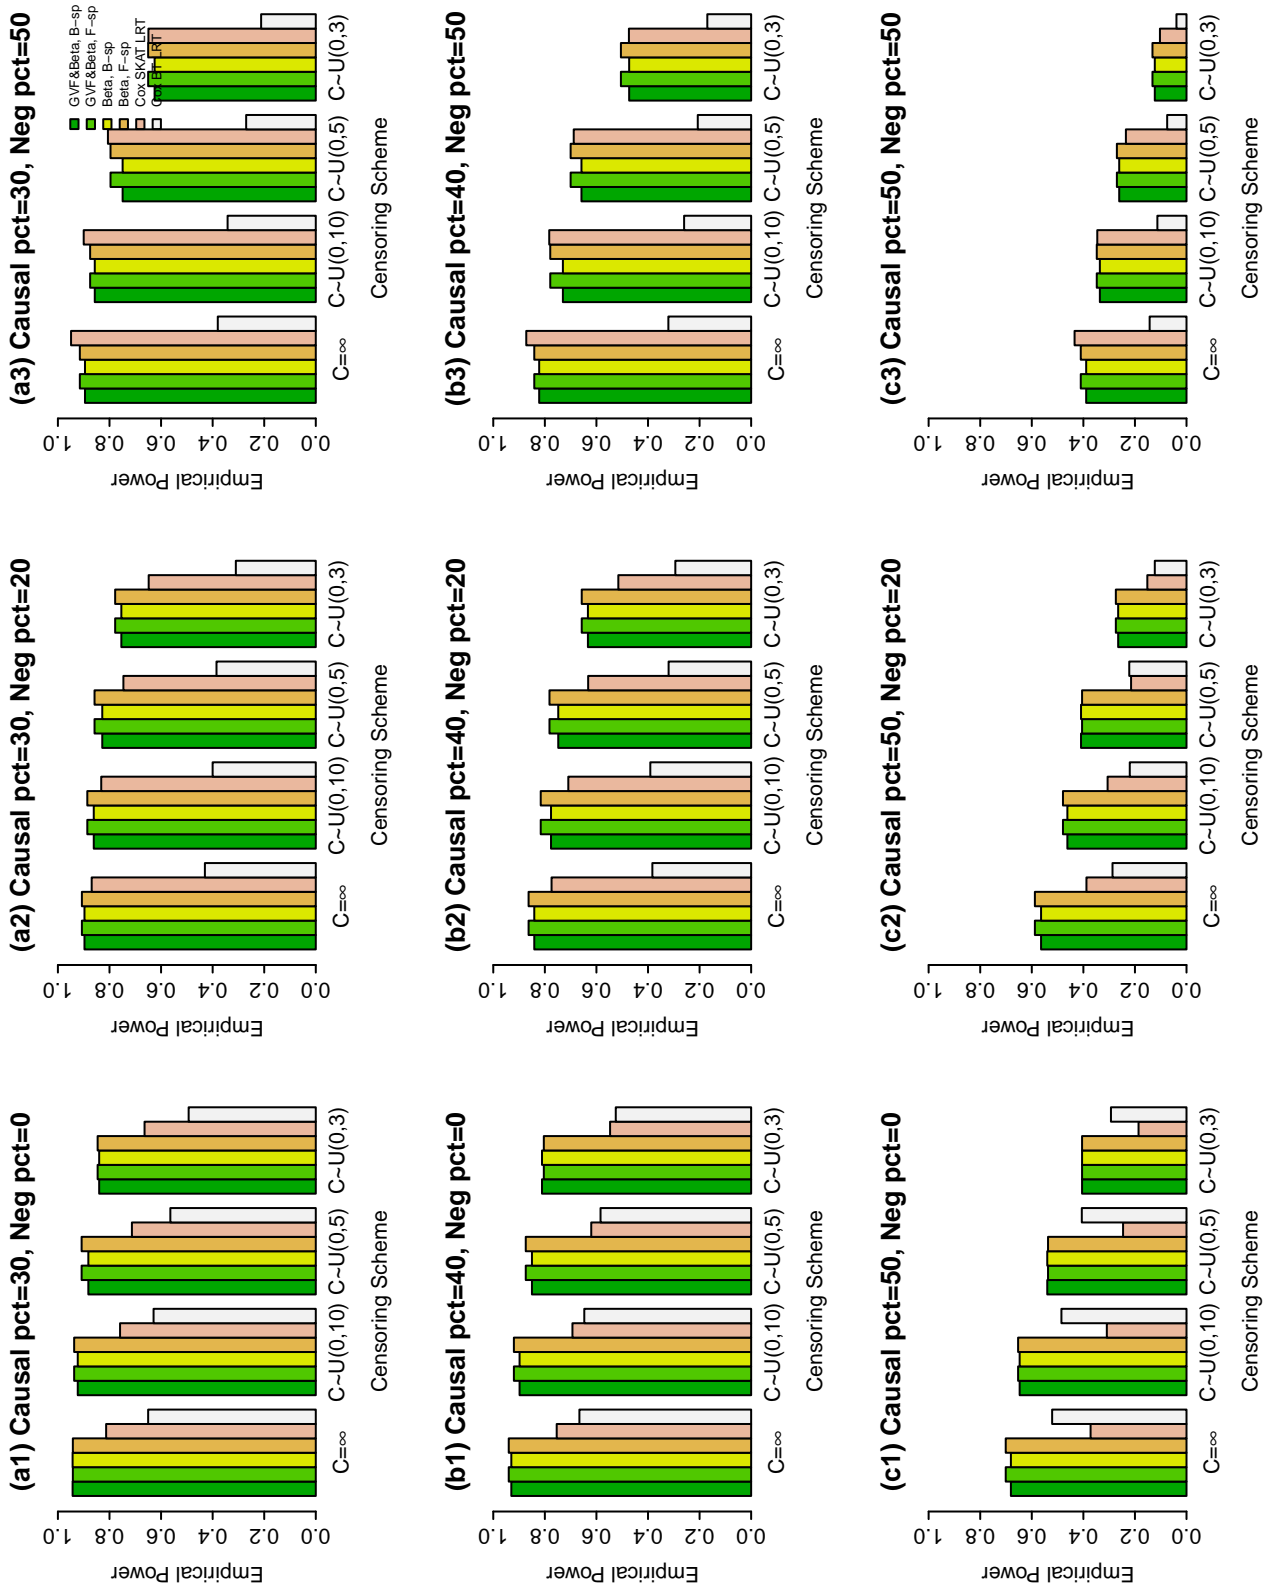 (a1) Causal pct=30, Neg pct=0
Empirical Power
1.0
0.8
0.6
0.4
0.2
0.0
C=∞ C~U(0,10) C~U(0,5) C~U(0,3)
Censoring Scheme
(a2) Causal pct=30, Neg pct=20
Empirical Power
1.0
0.8
0.6
0.4
0.2
0.0
C=∞ C~U(0,10) C~U(0,5) C~U(0,3)
Censoring Scheme
(a3) Causal pct=30, Neg pct=50
GVF&Beta, B−sp
GVF&Beta, F−sp
Beta, B−sp
Beta, F−sp
Cox SKAT LRT
Cox BT LRT
Empirical Power
1.0
0.8
0.6
0.4
0.2
0.0
C=∞ C~U(0,10) C~U(0,5) C~U(0,3)
Censoring Scheme
(b1) Causal pct=40, Neg pct=0
Empirical Power
1.0
0.8
0.6
0.4
0.2
0.0
C=∞ C~U(0,10) C~U(0,5) C~U(0,3)
Censoring Scheme
(b2) Causal pct=40, Neg pct=20
Empirical Power
1.0
0.8
0.6
0.4
0.2
0.0
C=∞ C~U(0,10) C~U(0,5) C~U(0,3)
Censoring Scheme
(b3) Causal pct=40, Neg pct=50
Empirical Power
1.0
0.8
0.6
0.4
0.2
0.0
C=∞ C~U(0,10) C~U(0,5) C~U(0,3)
Censoring Scheme
(c1) Causal pct=50, Neg pct=0
Empirical Power
1.0
0.8
0.6
0.4
0.2
0.0
C=∞ C~U(0,10) C~U(0,5) C~U(0,3)
Censoring Scheme
(c2) Causal pct=50, Neg pct=20
Empirical Power
1.0
0.8
0.6
0.4
0.2
0.0
C=∞ C~U(0,10) C~U(0,5) C~U(0,3)
Censoring Scheme
(c3) Causal pct=50, Neg pct=50
Empirical Power
1.0
0.8
0.6
0.4
0.2
0.0
C=∞ C~U(0,10) C~U(0,5) C~U(0,3)
Censoring Scheme